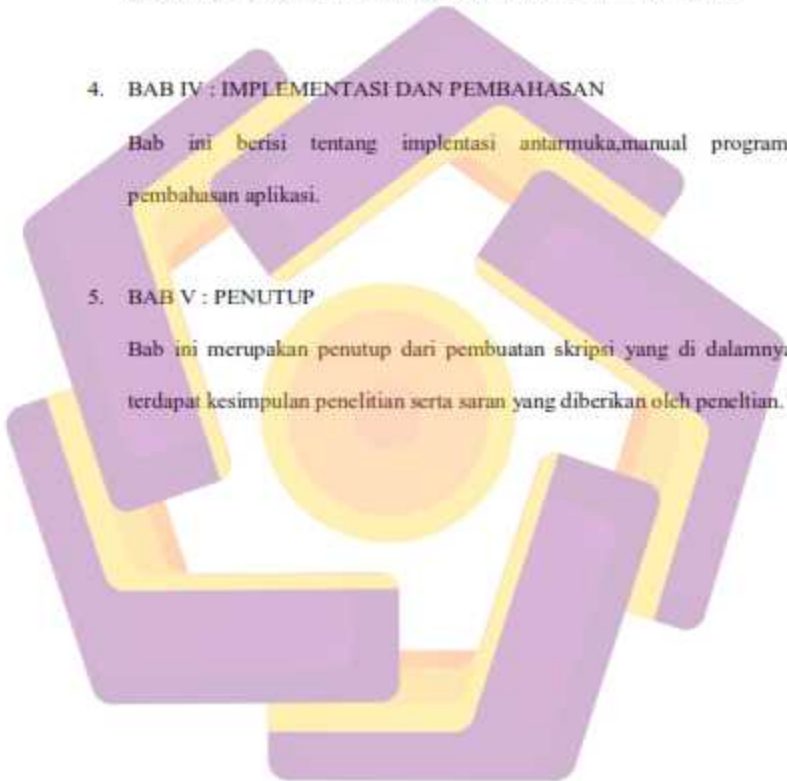 4. BAB IV : IMPLEMENTASI DAN PEMBAHASAN
Bab ini berisi tentang implentasi antarmuka,manual program
pembahasan aplikasi.
5. BAB V : PENUTUP
Bab ini merupakan penutup dari pembuatan skripsi yang di dalamnya
terdapat kesimpulan penelitian serta saran yang diberikan oleh peneltian.